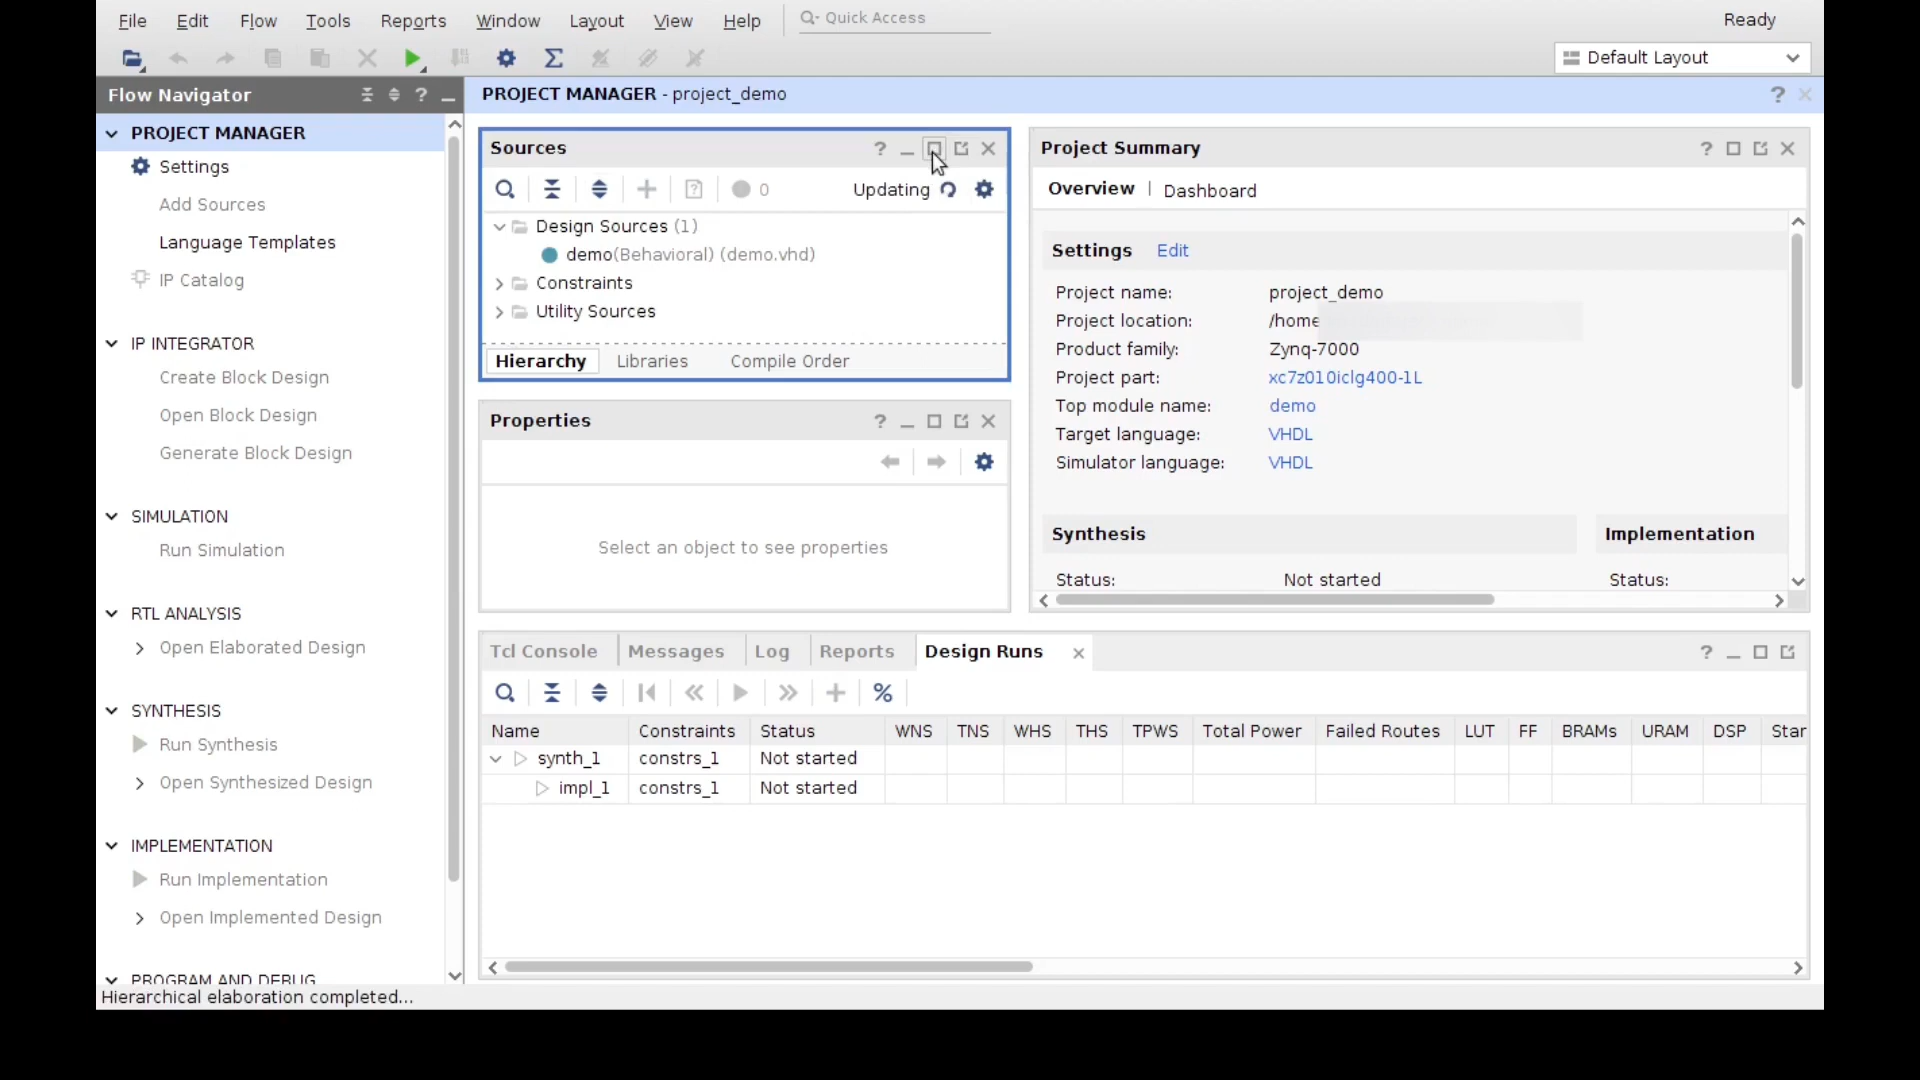 File Edit Flow Tools Reports Window Layout View Help Quick Access Ready
Default Layout
Flow Navigator ? _
PROJECT MANAGER - project_demo ?
PROJECT MANAGER
Settings
Add Sources
Language Templates
IP Catalog
IP INTEGRATOR
Create Block Design
Open Block Design
Generate Block Design
SIMULATION
Run Simulation
RTL ANALYSIS
Open Elaborated Design
SYNTHESIS
Run Synthesis
Open Synthesized Design
IMPLEMENTATION
Run Implementation
Open Implemented Design
PROGRAM AND DEBUG
Hierarchical elaboration completed...
Sources ? _
0 Updating
Design Sources (1)
demo(Behavioral) (demo.vhd)
Constraints
Utility Sources
Hierarchy Libraries Compile Order
Properties ? _
Select an object to see properties
Project Summary ?
Overview | Dashboard
Settings Edit
Project name: project_demo
Project location: /home
Product family: Zynq-7000
Project part: xc7z010iclg400-1L
Top module name: demo
Target language: VHDL
Simulator language: VHDL
Synthesis Implementation
Status: Not started Status:
Tcl Console Messages Log Reports Design Runs ? _
%
Name Constraints Status WNS TNS WHS THS TPWS Total Power Failed Routes LUT FF BRAMs URAM DSP Star
synth_1 constrs_1 Not started
impl_1 constrs_1 Not started